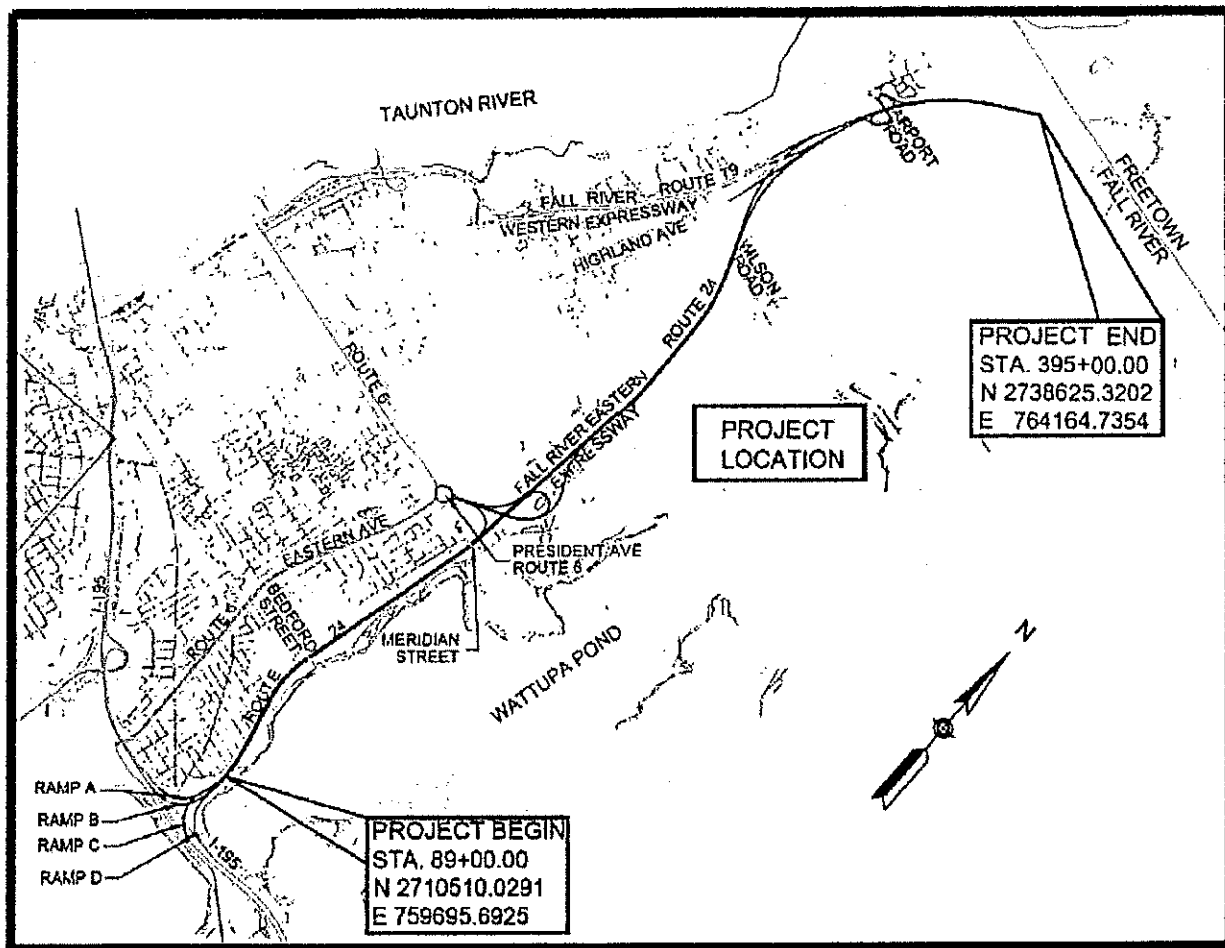 TAUNTON RIVER
AIRPORT
ROAD
FREETOWN
FALL RIVER
FALL RIVER ROUTE 79
WESTERN EXPRESSWAY
HIGHLAND AVE
WILSON
ROAD
ROUTE 24
PROJECT END
STA. 395+00.00
N 2738625.3202
E 764164.7354
ROUTE 6
PROJECT
LOCATION
FALL RIVER EASTERN
EXPRESSWAY
EASTERN AVE
PRESIDENT AVE
ROUTE 6
I-195
ROUTE 6
BEDFORD
STREET
MERIDIAN
STREET
ROUTE 24
WATTUPA POND
N
RAMP A
RAMP B
RAMP C
RAMP D
I-195
PROJECT BEGIN
STA. 89+00.00
N 2710510.0291
E 759695.6925